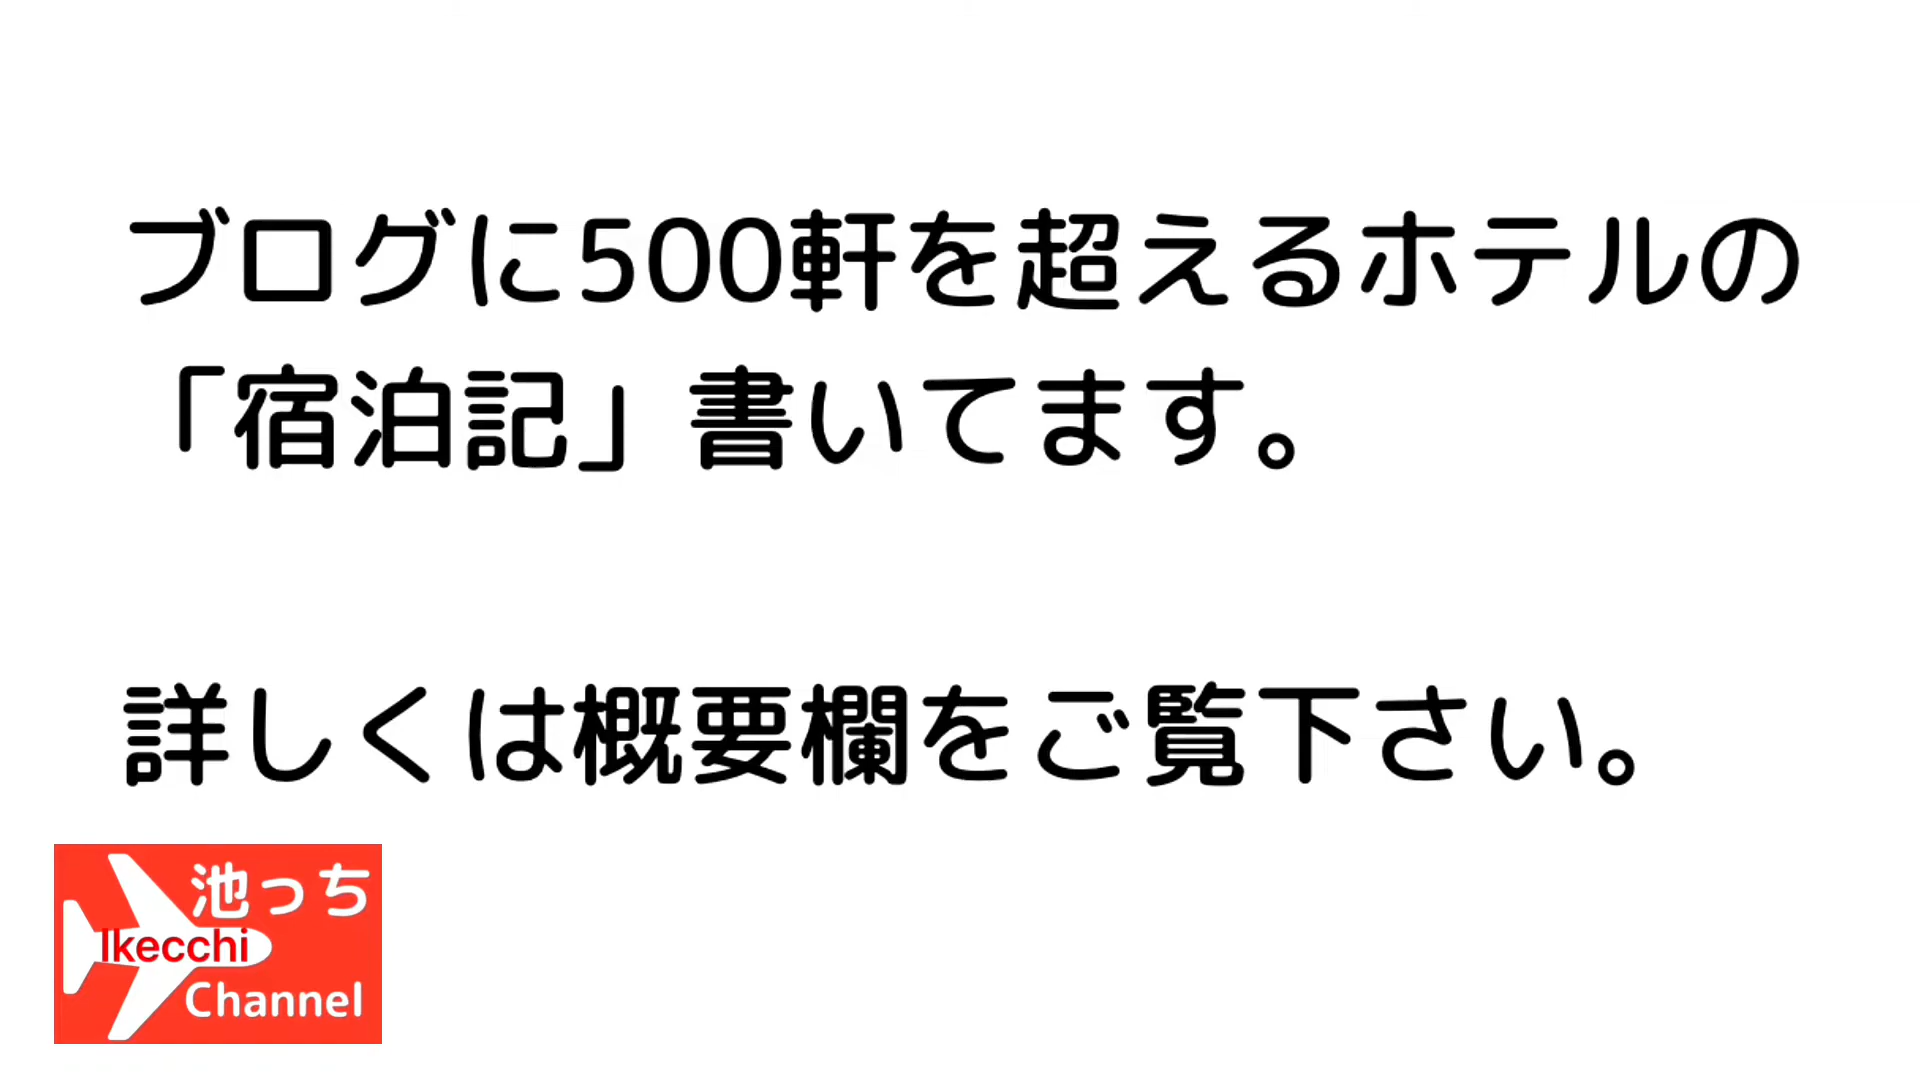 ブログに500軒を超えるホテルの
「宿泊記」書いてます。
詳しくは概要欄をご覧下さい。
池っち
Ikecchi
Channel